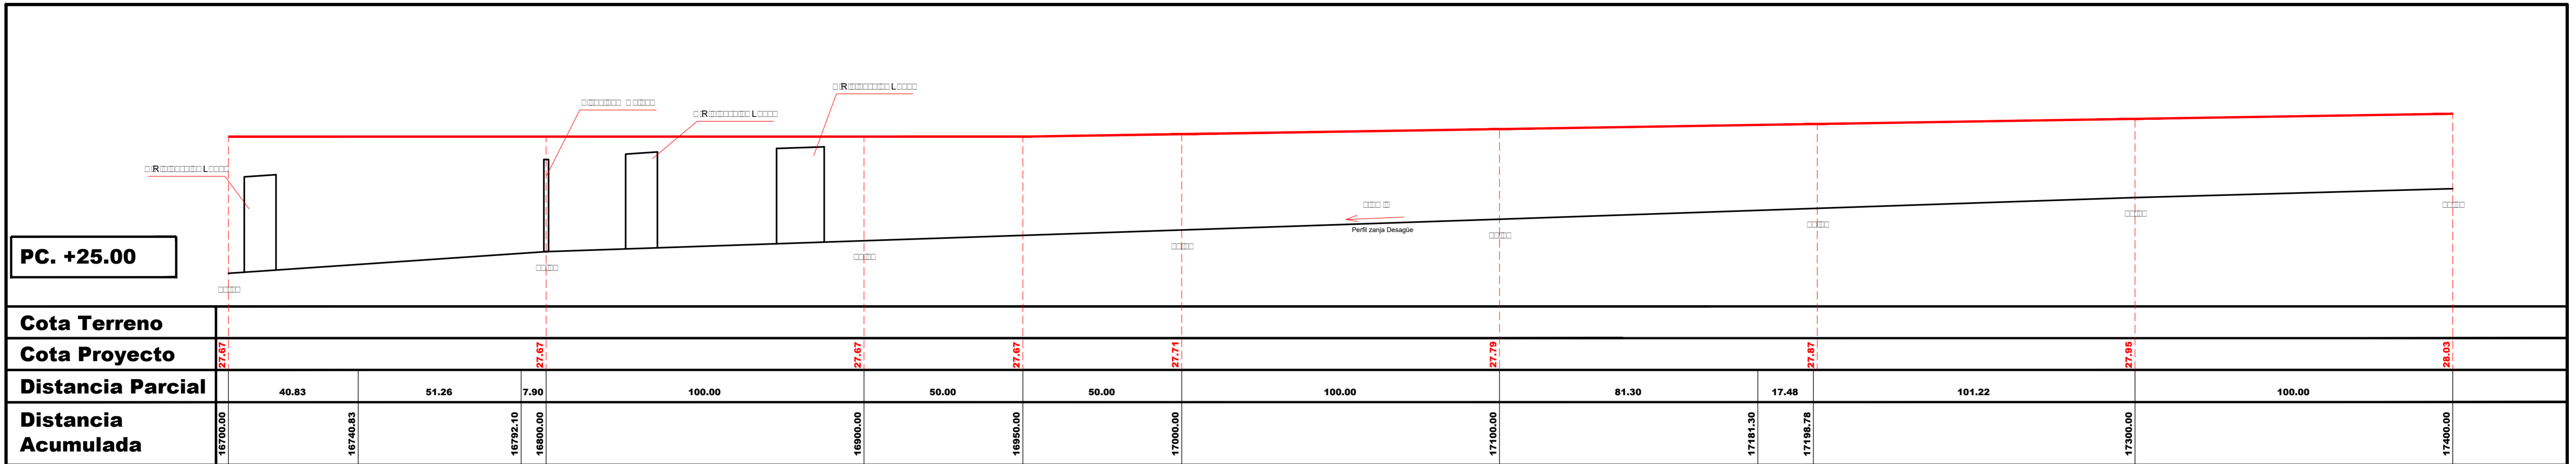 R L
R L
R L
Perfil zanja Desagüe
PC. +25.00
Cota Terreno
Cota Proyecto
27.67 27.67 27.67 27.67 27.71 27.79 27.87 27.95 28.03
Distancia Parcial
40.83 51.26 7.90 100.00 50.00 50.00 100.00 81.30 17.48 101.22 100.00
Distancia
Acumulada
16700.00 16740.83 16792.10 16800.00 16900.00 16950.00 17000.00 17100.00 17181.30 17198.78 17300.00 17400.00